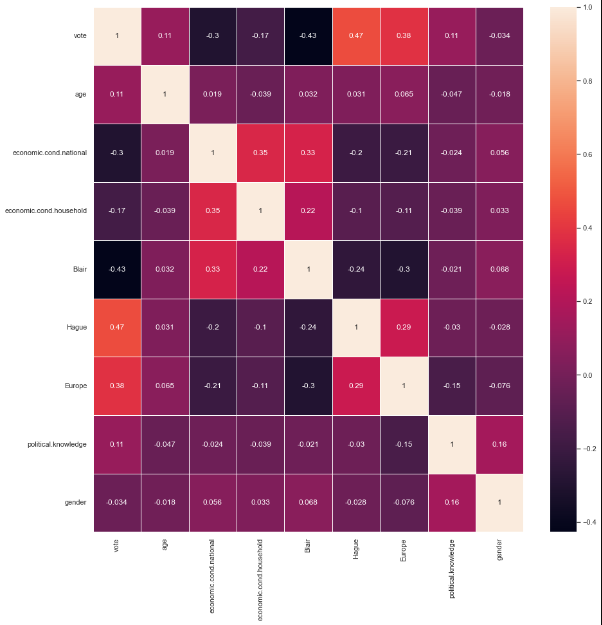 vote 1 0.11 -0.3 -0.17 -0.43 0.47 0.38 0.11 -0.034
age 0.11 1 0.019 -0.039 0.032 0.031 0.065 -0.047 -0.018
economic.cond.national -0.3 0.019 1 0.35 0.33 -0.2 -0.21 -0.024 0.056
economic.cond.household -0.17 -0.039 0.35 1 0.22 -0.1 -0.11 -0.039 0.033
Blair -0.43 0.032 0.33 0.22 1 -0.24 -0.3 -0.021 0.068
Hague 0.47 0.031 -0.2 -0.1 -0.24 1 0.29 -0.03 -0.028
Europe 0.38 0.065 -0.21 -0.11 -0.3 0.29 1 -0.15 -0.076
political.knowledge 0.11 -0.047 -0.024 -0.039 -0.021 -0.03 -0.15 1 0.16
gender -0.034 -0.018 0.056 0.033 0.068 -0.028 -0.076 0.16 1
vote age economic.cond.national economic.cond.household Blair Hague Europe political.knowledge gender
1.0
0.8
0.6
0.4
0.2
0.0
-0.2
-0.4